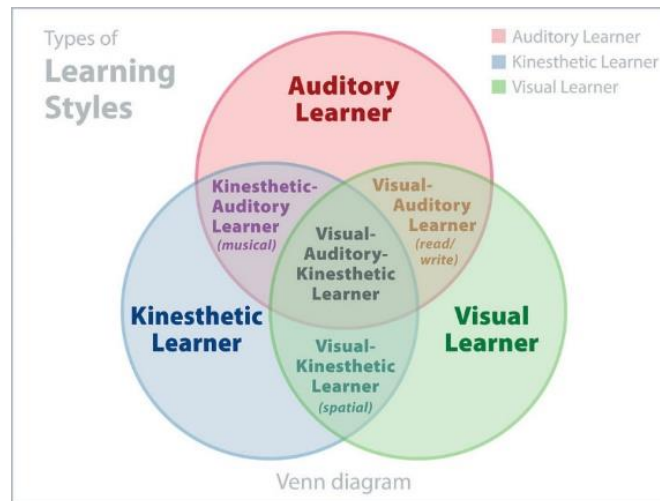 Types of
Learning
Styles
Auditory Learner
Kinesthetic Learner
Visual Learner
Auditory
Learner
Kinesthetic-
Auditory
Learner
(musical)
Visual-
Auditory
Learner
(read/
write)
Visual-
Auditory-
Kinesthetic
Learner
Kinesthetic
Learner
Visual
Learner
Visual-
Kinesthetic
Learner
(spatial)
Venn diagram